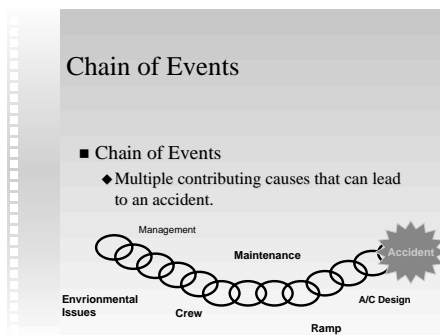 Chain of Events
■ Chain of Events
◆Multiple contributing causes that can lead
to an accident.
Management
Accident
Maintenance
Envrionmental
Issues
Crew
A/C Design
Ramp